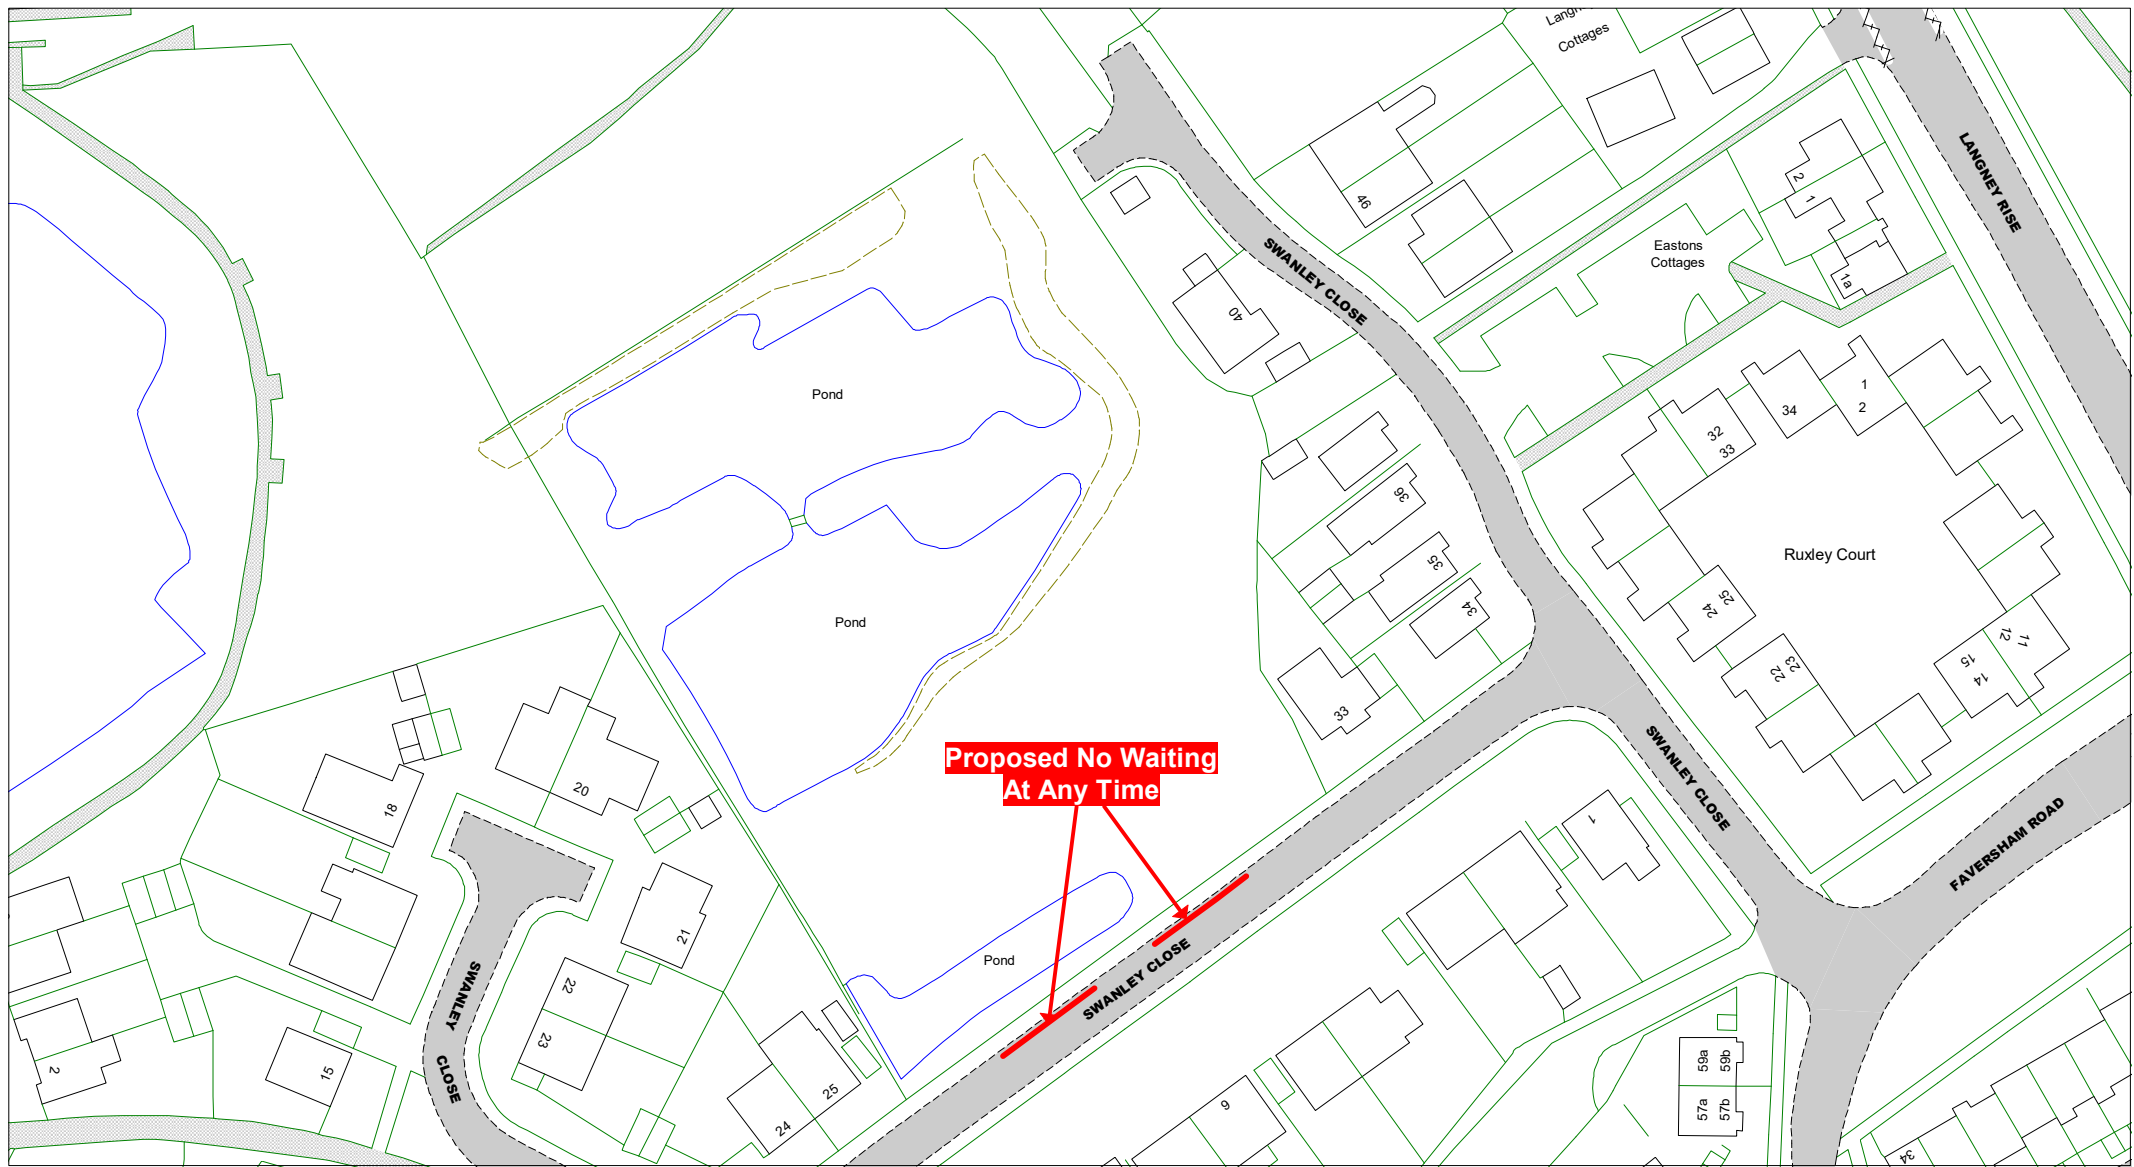 Cottages
LANGNEY RISE
2
1
46
Eastons
Cottages
1a
SWANLEY CLOSE
40
Pond
1
2
34
32
33
36
Ruxley Court
35
25
24
34
Pond
11
12
15
14
23
22
33
Proposed No Waiting
At Any Time
20
18
SWANLEY CLOSE
1
FAVERSHAM ROAD
21
Pond
SWANLEY CLOSE
22
23
SWANLEY
CLOSE
2
15
25
24
6
59a
59b
57a
57b
34